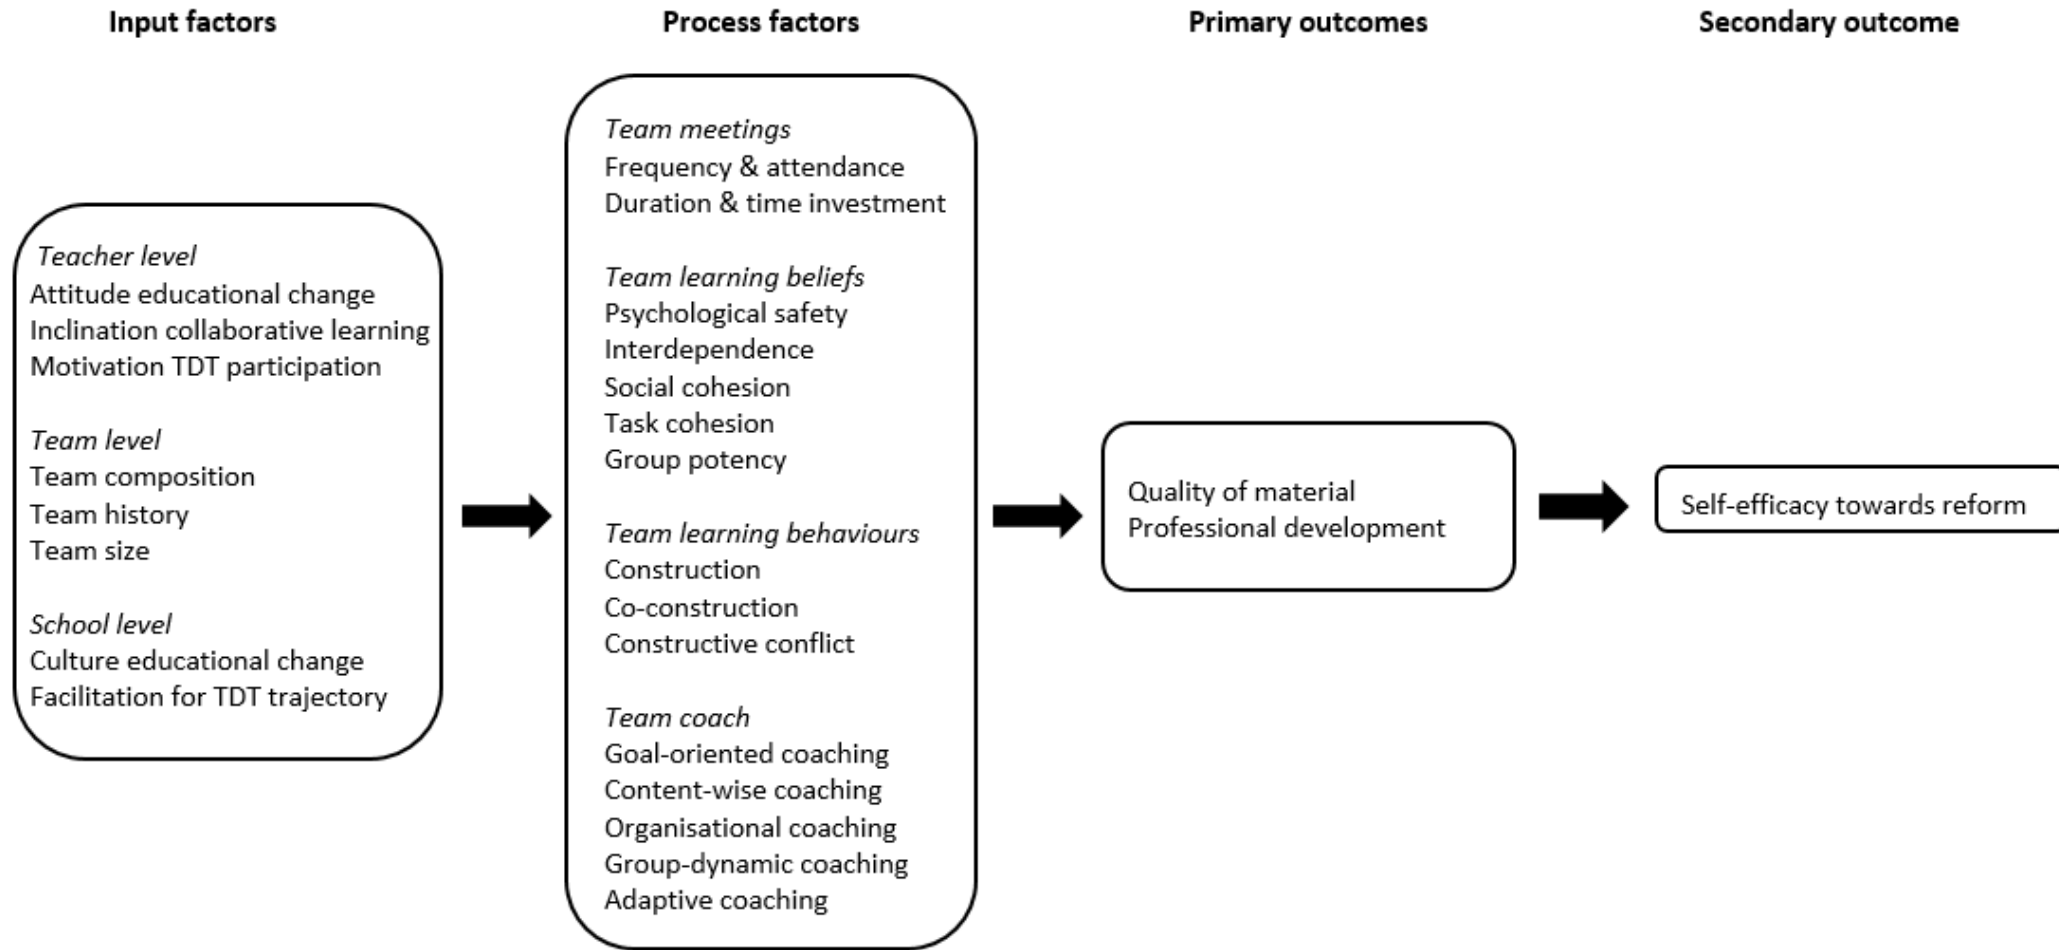 Input factors
Process factors
Primary outcomes
Secondary outcome
Teacher level
Attitude educational change
Inclination collaborative learning
Motivation TDT participation
Team level
Team composition
Team history
Team size
School level
Culture educational change
Facilitation for TDT trajectory
Team meetings
Frequency & attendance
Duration & time investment
Team learning beliefs
Psychological safety
Interdependence
Social cohesion
Task cohesion
Group potency
Team learning behaviours
Construction
Co-construction
Constructive conflict
Team coach
Goal-oriented coaching
Content-wise coaching
Organisational coaching
Group-dynamic coaching
Adaptive coaching
Quality of material
Professional development
Self-efficacy towards reform